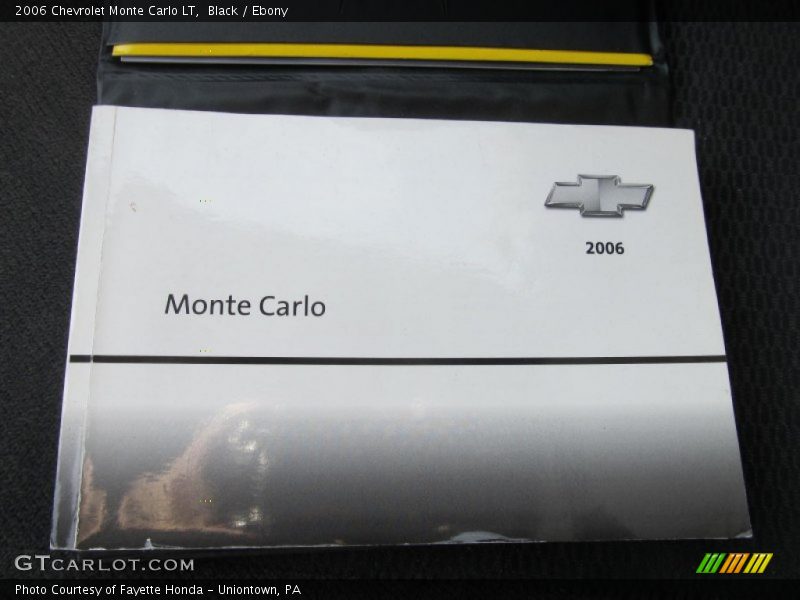 2006 Chevrolet Monte Carlo LT,  Black / Ebony
2006
Monte Carlo
GTCARLOT.COM
Photo Courtesy of Fayette Honda - Uniontown, PA